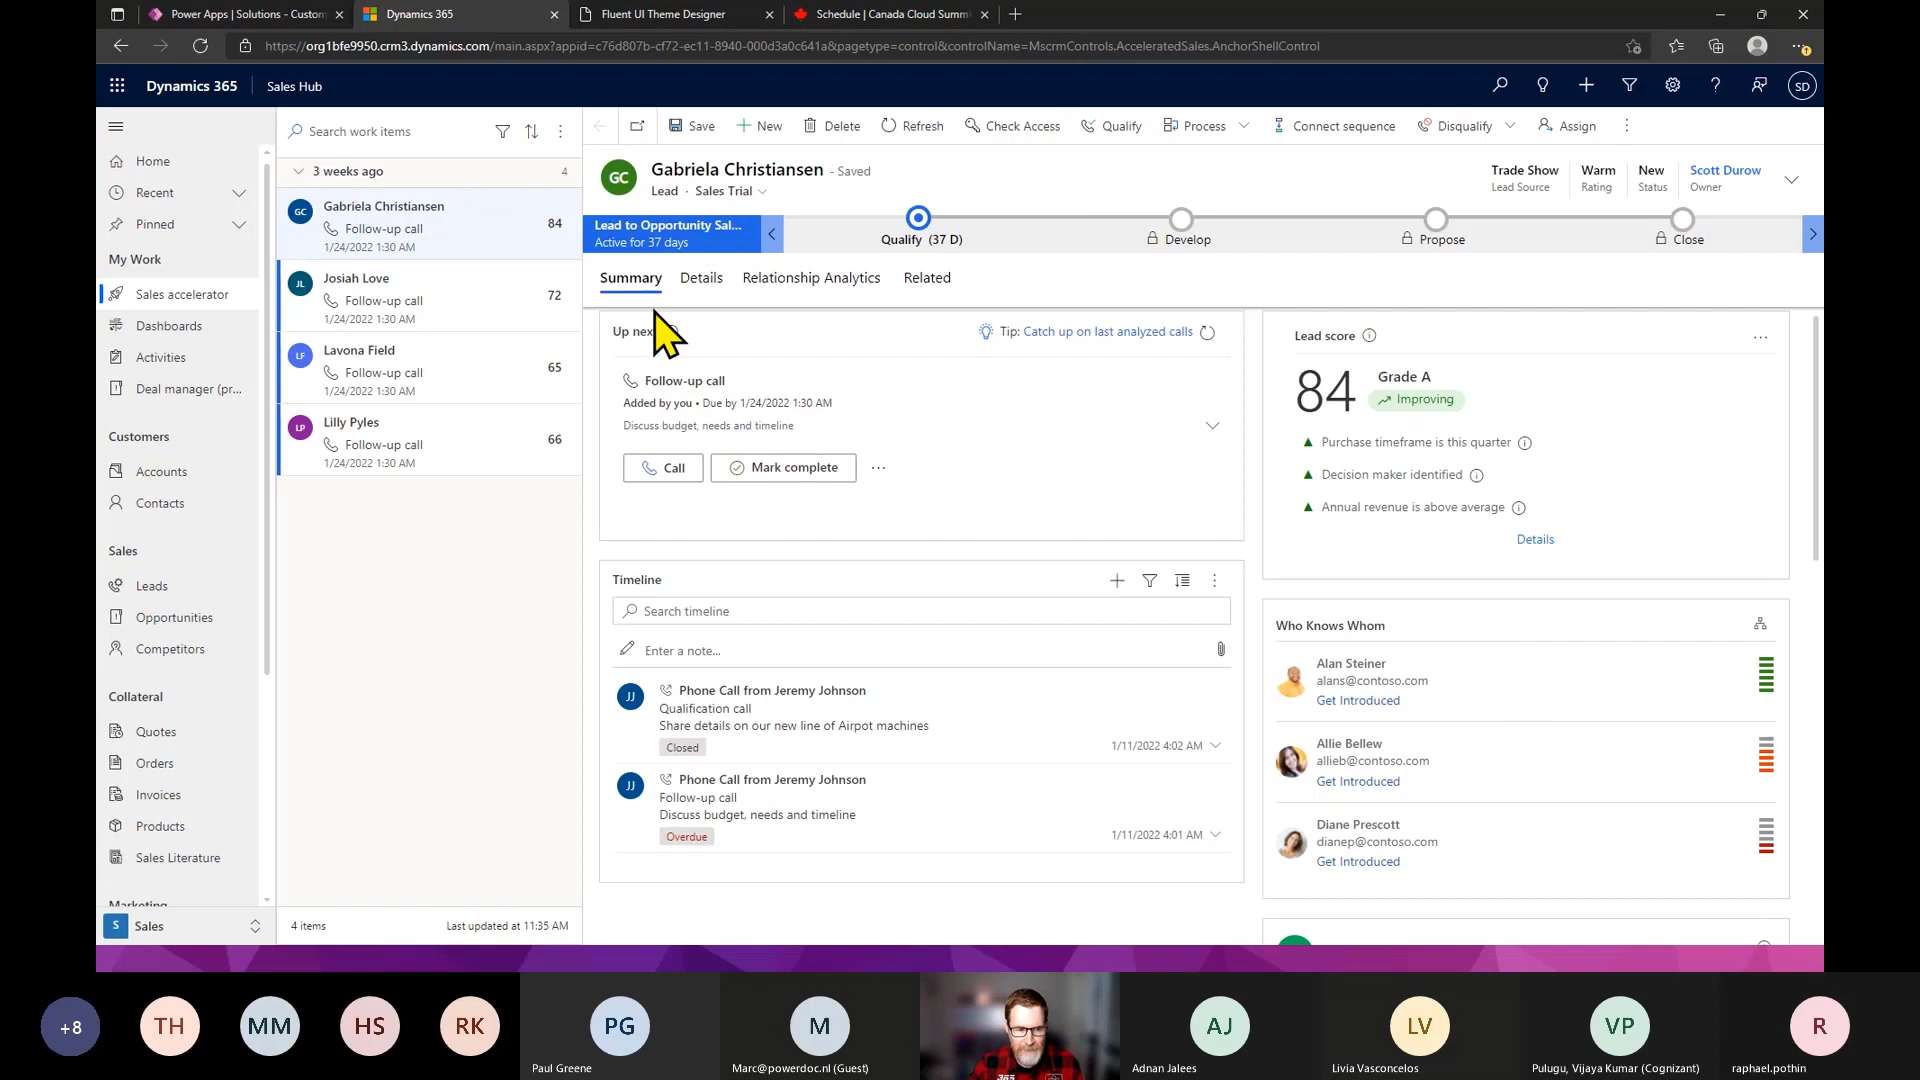 Power Apps | Solutions - Custom
Dynamics 365
Fluent UI Theme Designer
Schedule | Canada Cloud Summi
https://org1bfe9950.crm3.dynamics.com/main.aspx?appid=c76d807b-cf72-ec11-8940-000d3a0c641a&pagetype=control&controlName=MscrmControls.AcceleratedSales.AnchorShellControl
Dynamics 365
Sales Hub
SD
Home
Recent
Pinned
My Work
Sales accelerator
Dashboards
Activities
Deal manager (pr...
Customers
Accounts
Contacts
Sales
Leads
Opportunities
Competitors
Collateral
Quotes
Orders
Invoices
Products
Sales Literature
Marketing
S Sales
Search work items
3 weeks ago 4
GC Gabriela Christiansen
Follow-up call 84
1/24/2022 1:30 AM
JL Josiah Love
Follow-up call 72
1/24/2022 1:30 AM
LF Lavona Field
Follow-up call 65
1/24/2022 1:30 AM
LP Lilly Pyles
Follow-up call 66
1/24/2022 1:30 AM
4 items Last updated at 11:35 AM
Save New Delete Refresh Check Access Qualify Process Connect sequence Disqualify Assign
GC Gabriela Christiansen - Saved
Lead · Sales Trial
Trade Show
Lead Source
Warm
Rating
New
Status
Scott Durow
Owner
Lead to Opportunity Sal...
Active for 37 days
Qualify (37 D)
Develop
Propose
Close
Summary Details Relationship Analytics Related
Up nex
Tip: Catch up on last analyzed calls
Follow-up call
Added by you • Due by 1/24/2022 1:30 AM
Discuss budget, needs and timeline
Call Mark complete
Timeline
Search timeline
Enter a note...
JJ Phone Call from Jeremy Johnson
Qualification call
Share details on our new line of Airpot machines
Closed 1/11/2022 4:02 AM
JJ Phone Call from Jeremy Johnson
Follow-up call
Discuss budget, needs and timeline
Overdue 1/11/2022 4:01 AM
Lead score
84 Grade A
Improving
Purchase timeframe is this quarter
Decision maker identified
Annual revenue is above average
Details
Who Knows Whom
Alan Steiner
alans@contoso.com
Get Introduced
Allie Bellew
allieb@contoso.com
Get Introduced
Diane Prescott
dianep@contoso.com
Get Introduced
+8 TH MM HS RK PG M AJ LV VP R
Paul Greene
Marc@powerdoc.nl (Guest)
Adnan Jalees
Livia Vasconcelos
Pulugu, Vijaya Kumar (Cognizant)
raphael.pothin